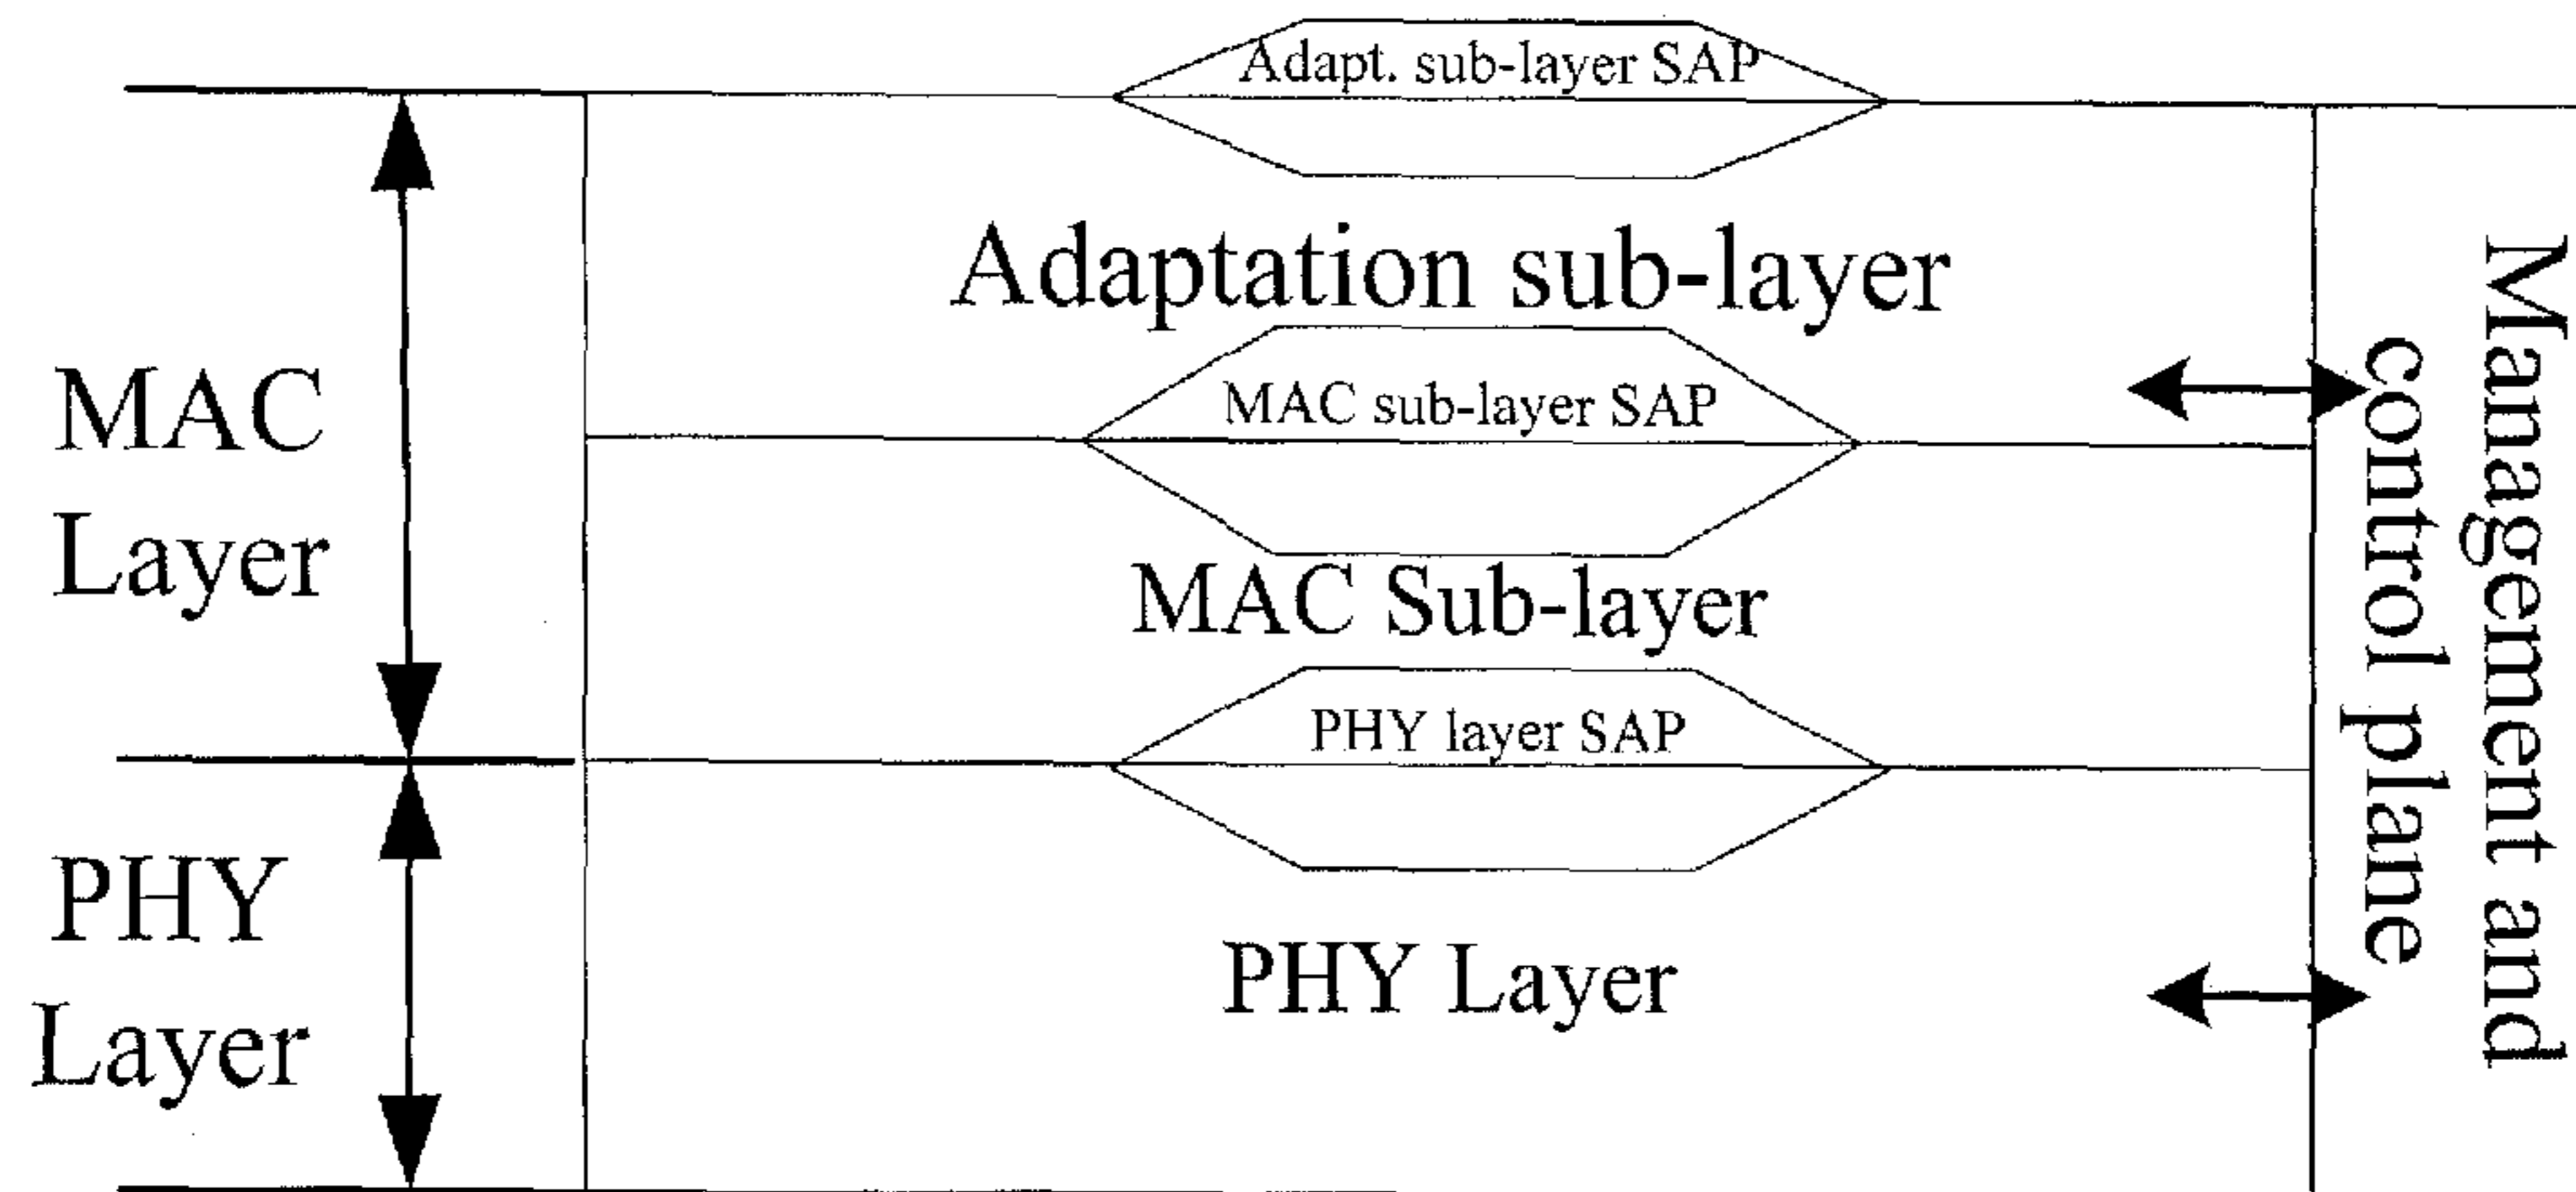 Adapt. sub-layer SAP
Adaptation sub-layer
MAC
Layer
MAC sub-layer SAP
MAC Sub-layer
PHY layer SAP
PHY
Layer
PHY Layer
Management and
control plane